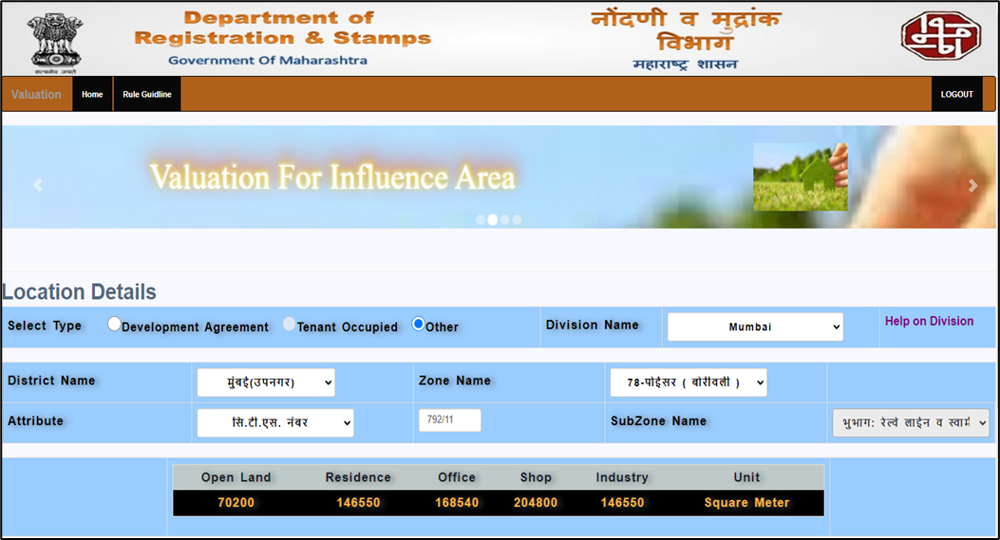 Department of
Registration & Stamps
Government Of Maharashtra
नोंदणी व मुद्रांक
विभाग
महाराष्ट्र शासन
सत्यमेव जयते
Valuation Home Rule Guidline LOGOUT
Valuation For Influence Area
Location Details
Select Type Development Agreement Tenant Occupied Other Division Name Mumbai Help on Division
District Name मुंबई(उपनगर) Zone Name 78-पोईसर ( बोरीवली )
Attribute सि.टी.एस. नंबर 792/11 SubZone Name भुभाग: रेल्वे लाईन व
Open Land Residence Office Shop Industry Unit
70200 146550 168540 204800 146550 Square Meter